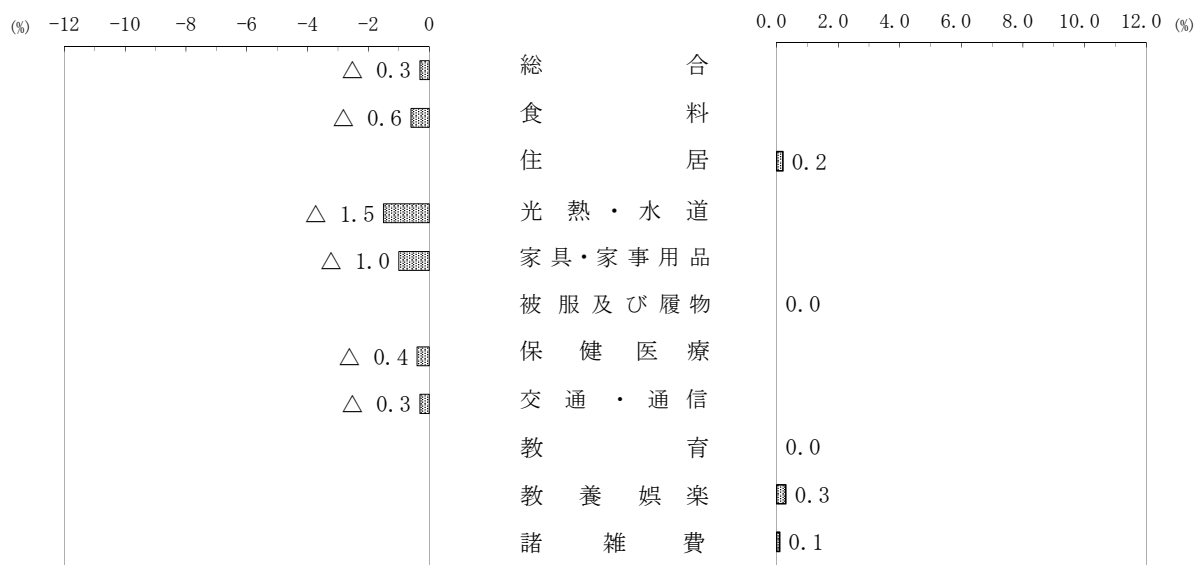 (%) -12 -10 -8 -6 -4 -2 0 0.0 2.0 4.0 6.0 8.0 10.0 12.0 (%)
△ 0.3 総合
△ 0.6 食料
住居 0.2
△ 1.5 光熱・水道
△ 1.0 家具・家事用品
被服及び履物 0.0
△ 0.4 保健医療
△ 0.3 交通・通信
教育 0.0
教養娯楽 0.3
諸雑費 0.1